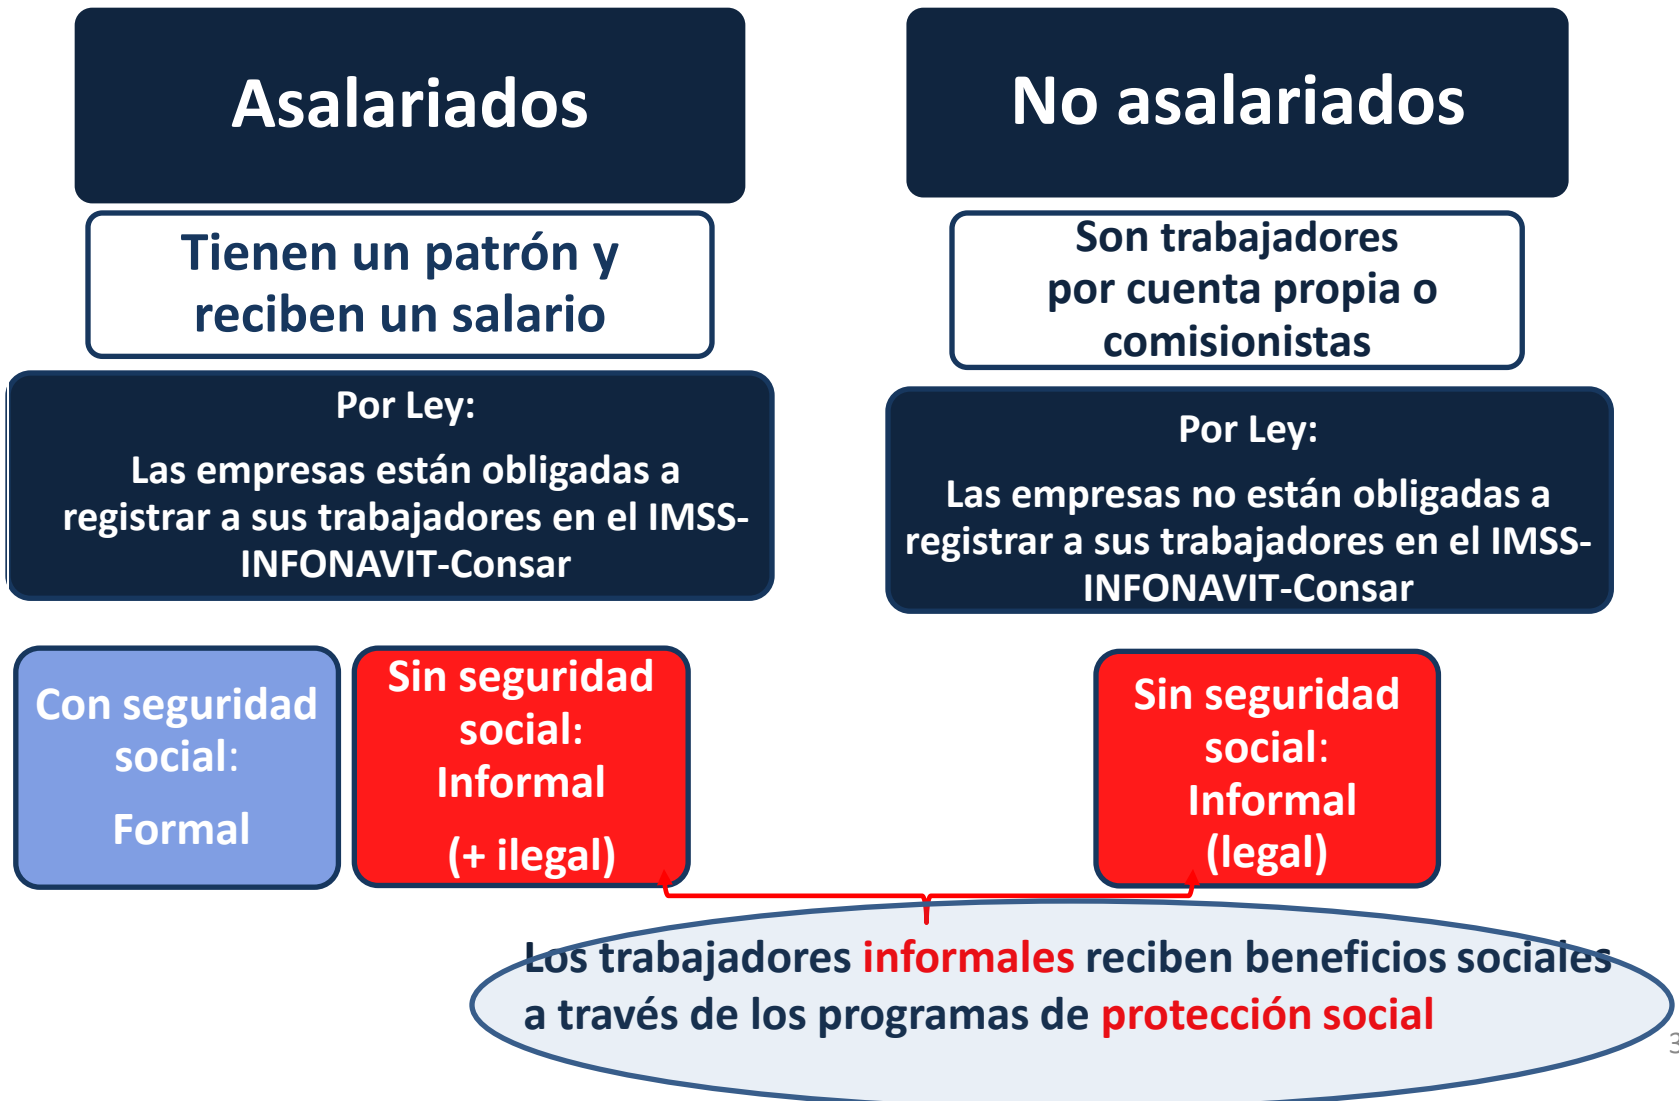 Asalariados
Tienen un patrón y
reciben un salario
Por Ley:
Las empresas están obligadas a
registrar a sus trabajadores en el IMSS-
INFONAVIT-Consar
Con seguridad
social:
Formal
Sin seguridad
social:
Informal
(+ ilegal)
No asalariados
Son trabajadores
por cuenta propia o
comisionistas
Por Ley:
Las empresas no están obligadas a
registrar a sus trabajadores en el IMSS-
INFONAVIT-Consar
Sin seguridad
social:
Informal
(legal)
Los trabajadores informales reciben beneficios sociales
a través de los programas de protección social
3